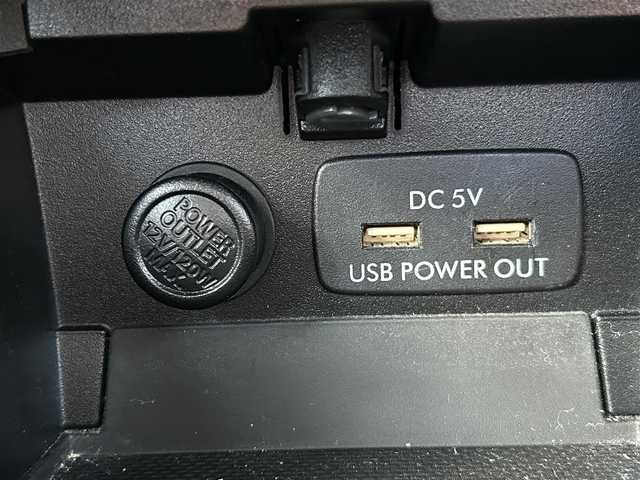 POWER
OUTLET
12V/120W
MAX
DC 5V
USB POWER OUT